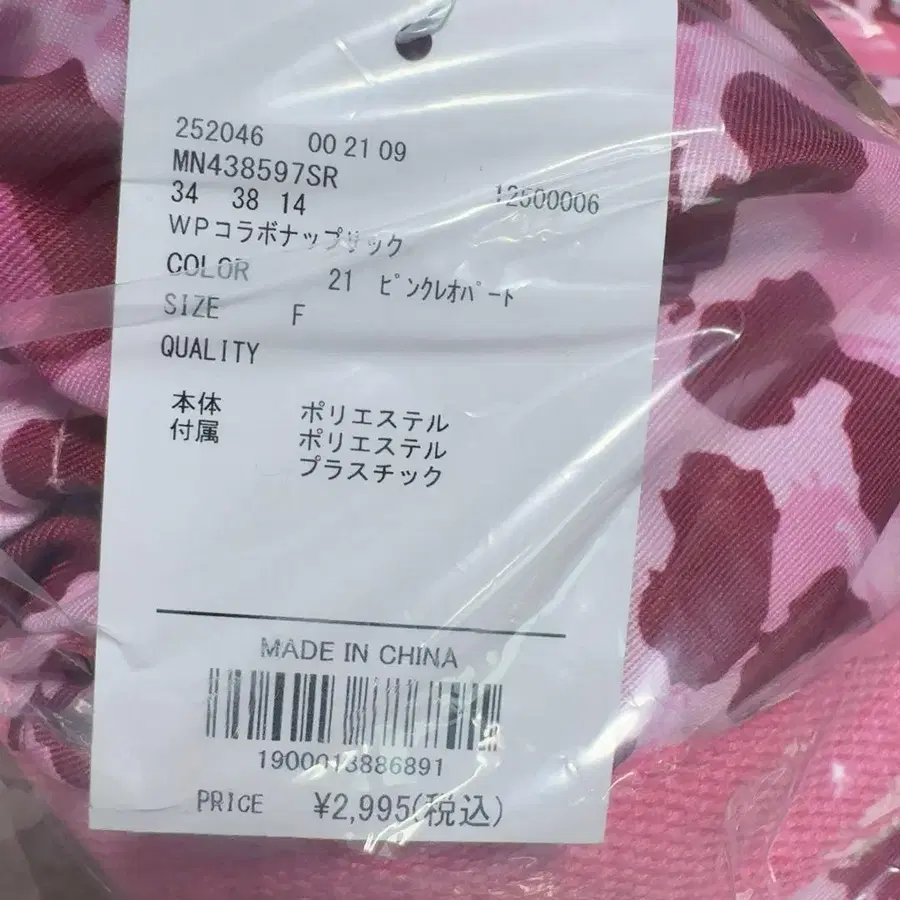 252046 00 21 09
MN438597SR
34 38 14 12500006
WPコラボナップサック
COLOR 21 ピンクレオパート
SIZE F
QUALITY
本体 ポリエステル
付属 ポリエステル
プラスチック
MADE IN CHINA
1900013886891
PRICE ¥2,995(税込)